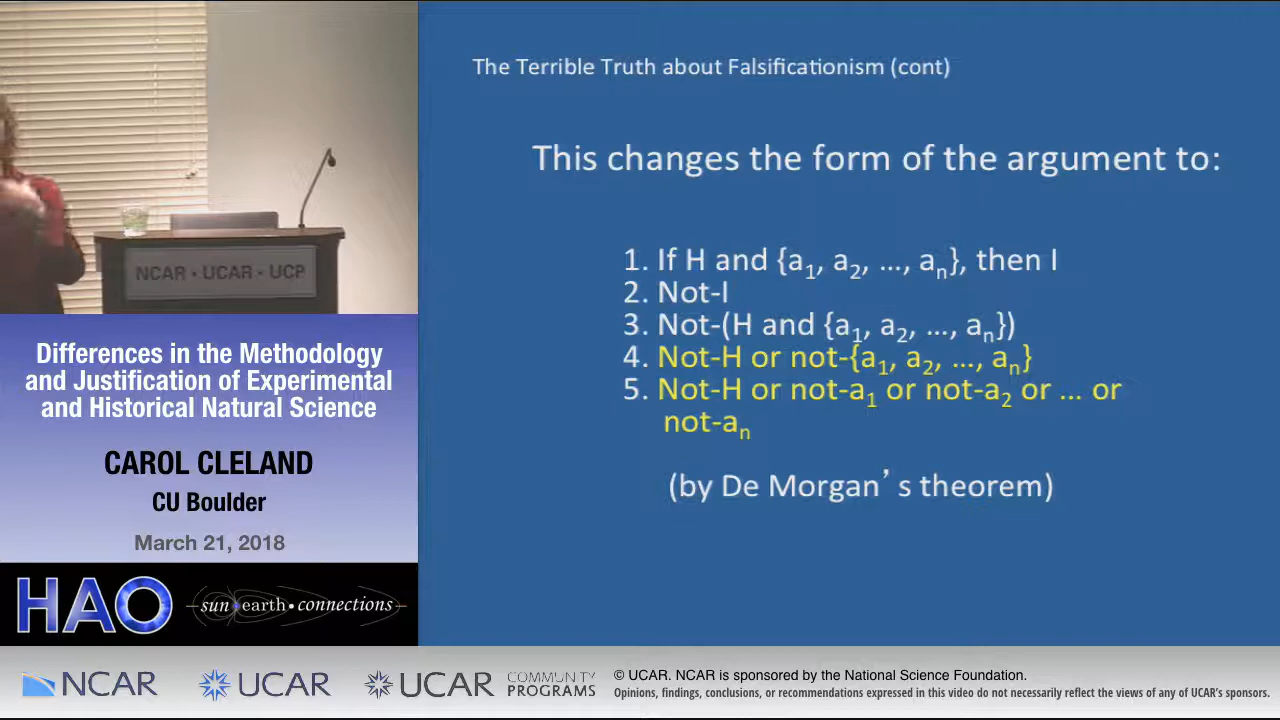 The Terrible Truth about Falsificationism (cont)
This changes the form of the argument to:
1. If H and {a₁, a₂, ..., aₙ}, then I
2. Not-I
3. Not-(H and {a₁, a₂, ..., aₙ})
4. Not-H or not-{a₁, a₂, ..., aₙ}
5. Not-H or not-a₁ or not-a₂ or ... or
not-aₙ
(by De Morgan’s theorem)
NCAR · UCAR · UCP
Differences in the Methodology
and Justification of Experimental
and Historical Natural Science
CAROL CLELAND
CU Boulder
March 21, 2018
HAO
sun•earth•connections
NCAR
UCAR
UCAR
COMMUNITY
PROGRAMS
© UCAR. NCAR is sponsored by the National Science Foundation.
Opinions, findings, conclusions, or recommendations expressed in this video do not necessarily reflect the views of any of UCAR's sponsors.